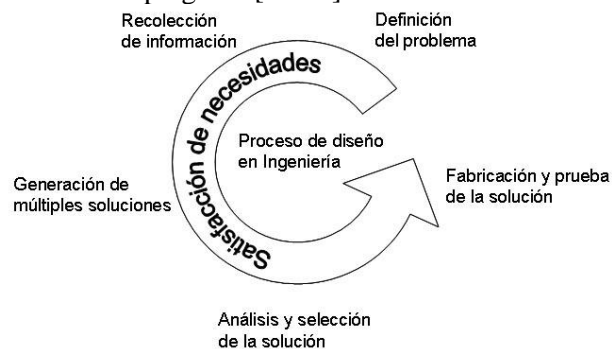 Recolección
de información
Definición
del problema
Satisfacción de necesidades
Proceso de diseño
en Ingeniería
Generación de
múltiples soluciones
Fabricación y prueba
de la solución
Análisis y selección
de la solución